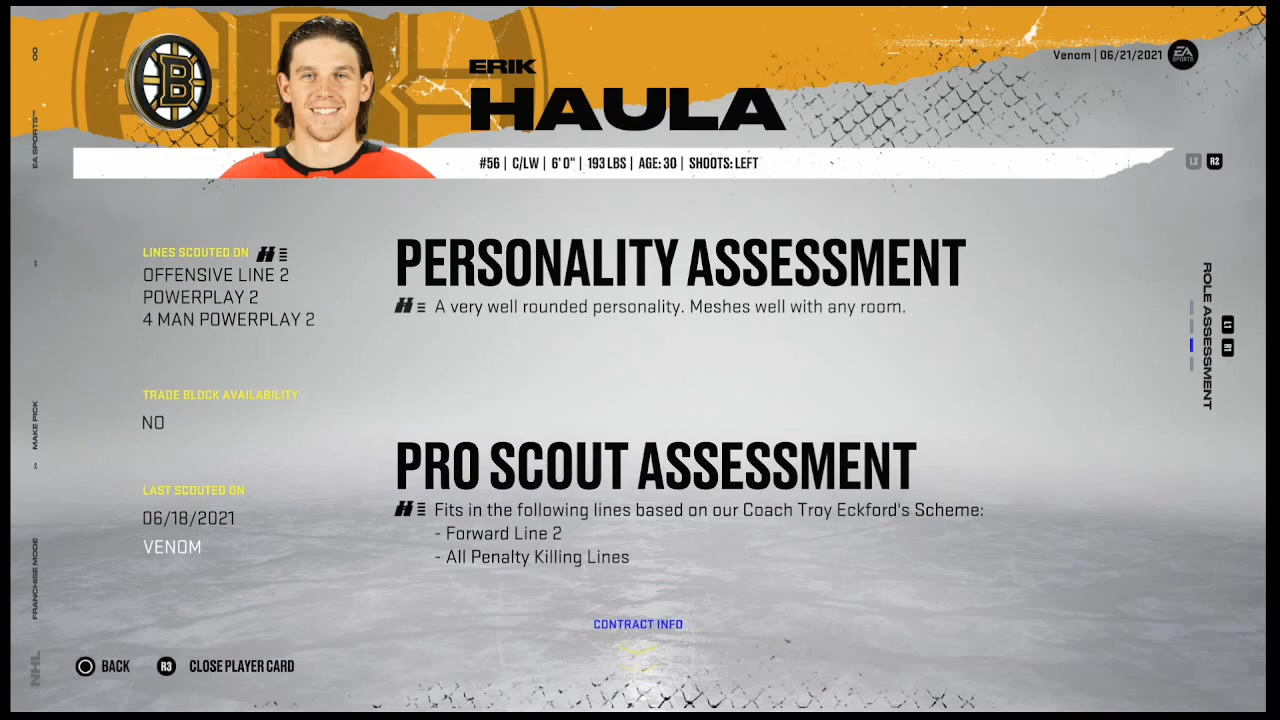 ERIK
HAULA
Venom | 06/21/2021
EA SPORTS
B
#56 | C/LW | 6' 0" | 193 LBS | AGE: 30 | SHOOTS: LEFT
L2 R2
LINES SCOUTED ON
OFFENSIVE LINE 2
POWERPLAY 2
4 MAN POWERPLAY 2
TRADE BLOCK AVAILABILITY
NO
LAST SCOUTED ON
06/18/2021
VENOM
PERSONALITY ASSESSMENT
A very well rounded personality. Meshes well with any room.
PRO SCOUT ASSESSMENT
Fits in the following lines based on our Coach Troy Eckford's Scheme:
- Forward Line 2
- All Penalty Killing Lines
CONTRACT INFO
ROLE ASSESSMENT
L1 R1
BACK
R3 CLOSE PLAYER CARD
NHL FRANCHISE MODE >> MAKE PICK >> EA SPORTS™